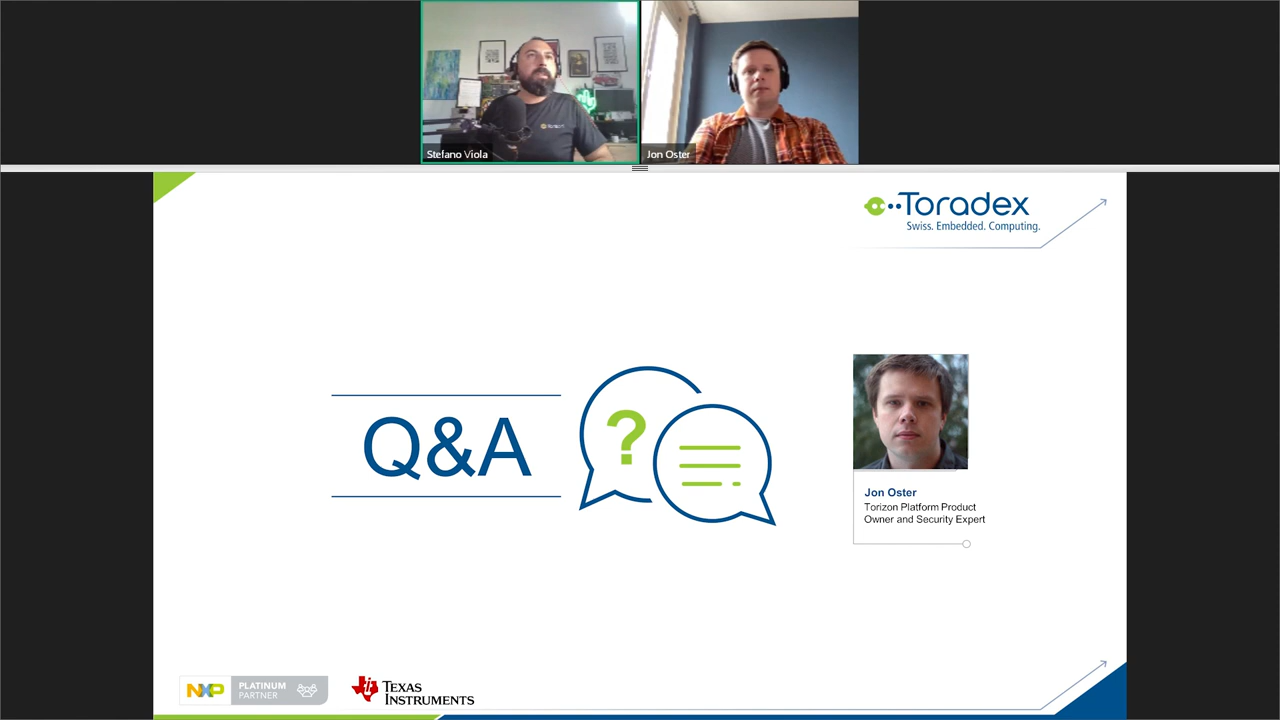 Stefano Viola
Jon Oster
Toradex
Swiss. Embedded. Computing.
Q&A
?
Jon Oster
Torizon Platform Product
Owner and Security Expert
NXP
PLATINUM
PARTNER
TEXAS
INSTRUMENTS